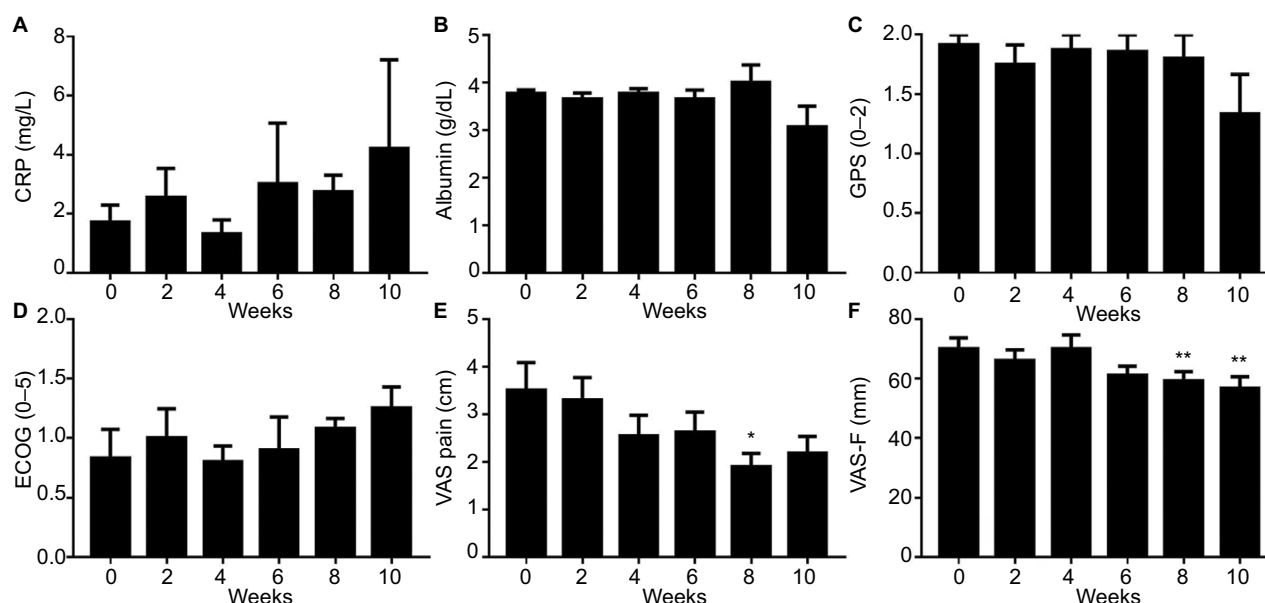 A
CRP (mg/L)
8
6
4
2
0
0 2 4 6 8 10
Weeks
B
Albumin (g/dL)
5
4
3
2
1
0
0 2 4 6 8 10
Weeks
C
GPS (0–2)
2.0
1.5
1.0
0.5
0.0
0 2 4 6 8 10
Weeks
D
ECOG (0–5)
2.0
1.5
1.0
0.5
0.0
0 2 4 6 8 10
Weeks
E
VAS pain (cm)
5
4
3
2
1
0
*
0 2 4 6 8 10
Weeks
F
VAS-F (mm)
80
60
40
20
0
** **
0 2 4 6 8 10
Weeks